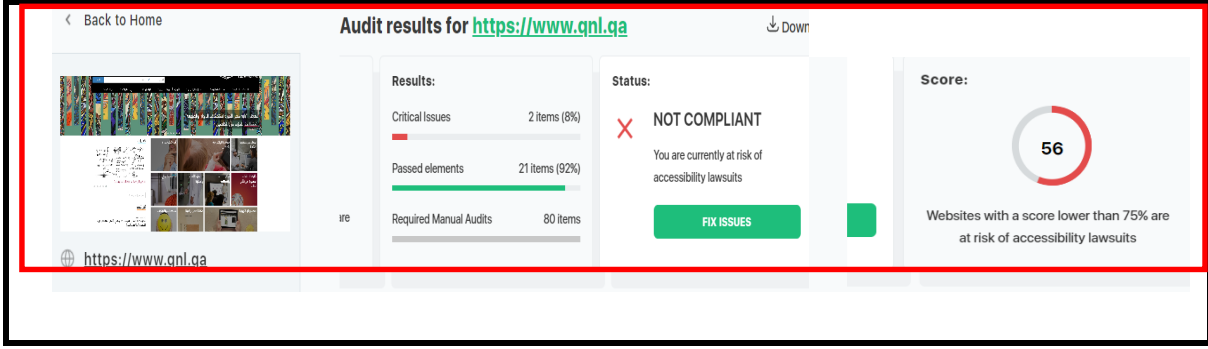 Back to Home
Audit results for https://www.qnl.qa
Down
https://www.qnl.qa
are
Results:
Critical Issues 2 items (8%)
Passed elements 21 items (92%)
Required Manual Audits 80 items
Status:
NOT COMPLIANT
You are currently at risk of
accessibility lawsuits
FIX ISSUES
Score:
56
Websites with a score lower than 75% are
at risk of accessibility lawsuits